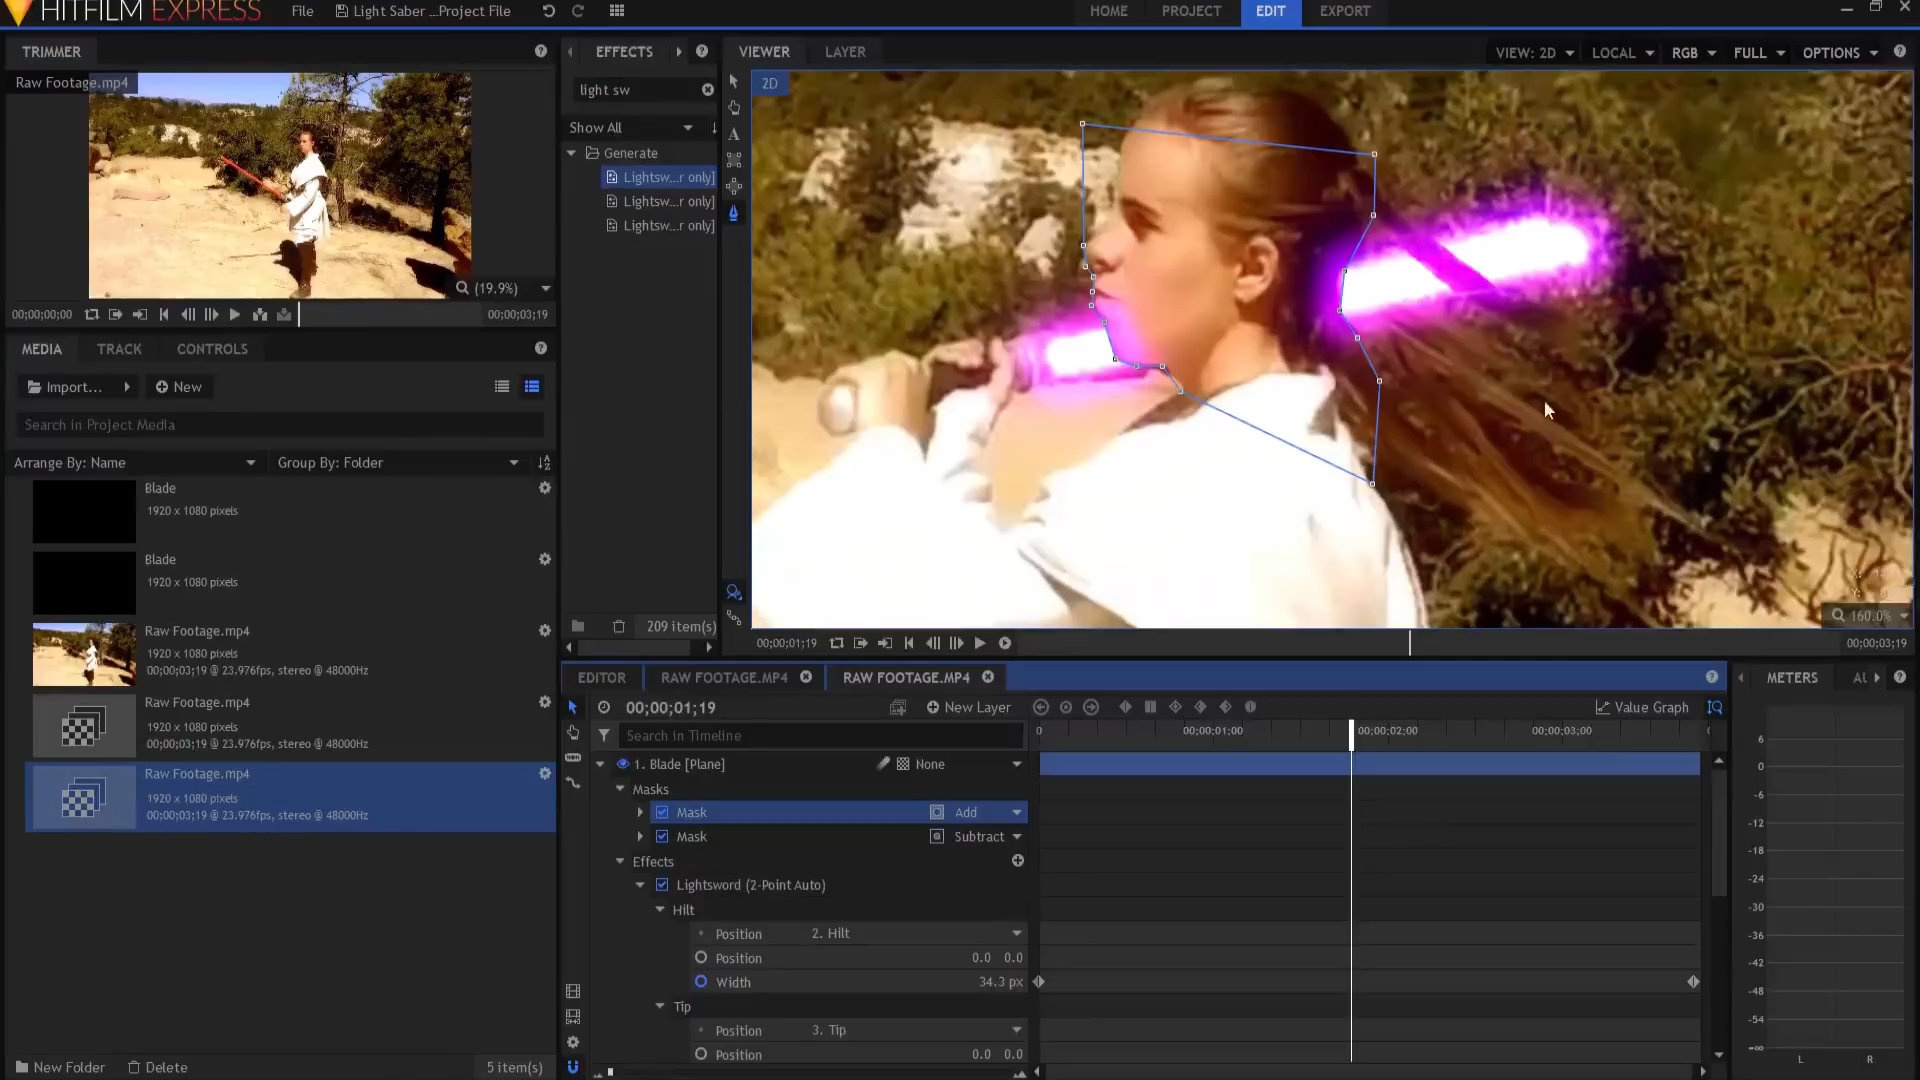 HITFILM EXPRESS
File
Light Saber ...Project File
HOME
PROJECT
EDIT
EXPORT
TRIMMER
Raw Footage.mp4
(19.9%)
00;00;00;00
00;00;03;19
MEDIA
TRACK
CONTROLS
Import...
New
Search in Project Media
Arrange By: Name
Group By: Folder
Blade
1920 x 1080 pixels
Blade
1920 x 1080 pixels
Raw Footage.mp4
1920 x 1080 pixels
00;00;03;19 @ 23.976fps, stereo @ 48000Hz
Raw Footage.mp4
1920 x 1080 pixels
00;00;03;19 @ 23.976fps, stereo @ 48000Hz
Raw Footage.mp4
1920 x 1080 pixels
00;00;03;19 @ 23.976fps, stereo @ 48000Hz
New Folder
Delete
5 item(s)
EFFECTS
light sw
Show All
Generate
Lightsw...r only]
Lightsw...r only]
Lightsw...r only]
209 item(s)
VIEWER
LAYER
VIEW: 2D
LOCAL
RGB
FULL
OPTIONS
2D
160.0%
00;00;01;19
00;00;03;19
EDITOR
RAW FOOTAGE.MP4
RAW FOOTAGE.MP4
00;00;01;19
New Layer
Value Graph
Search in Timeline
0
00;00;01;00
00;00;02;00
00;00;03;00
1. Blade [Plane]
None
Masks
Mask
Add
Mask
Subtract
Effects
Lightsword (2-Point Auto)
Hilt
Position
2. Hilt
Position
0.0 0.0
Width
34.3 px
Tip
Position
3. Tip
Position
0.0 0.0
METERS
6
0
-6
-12
-18
-24
-30
-36
-42
-48
-54
-∞
L
R